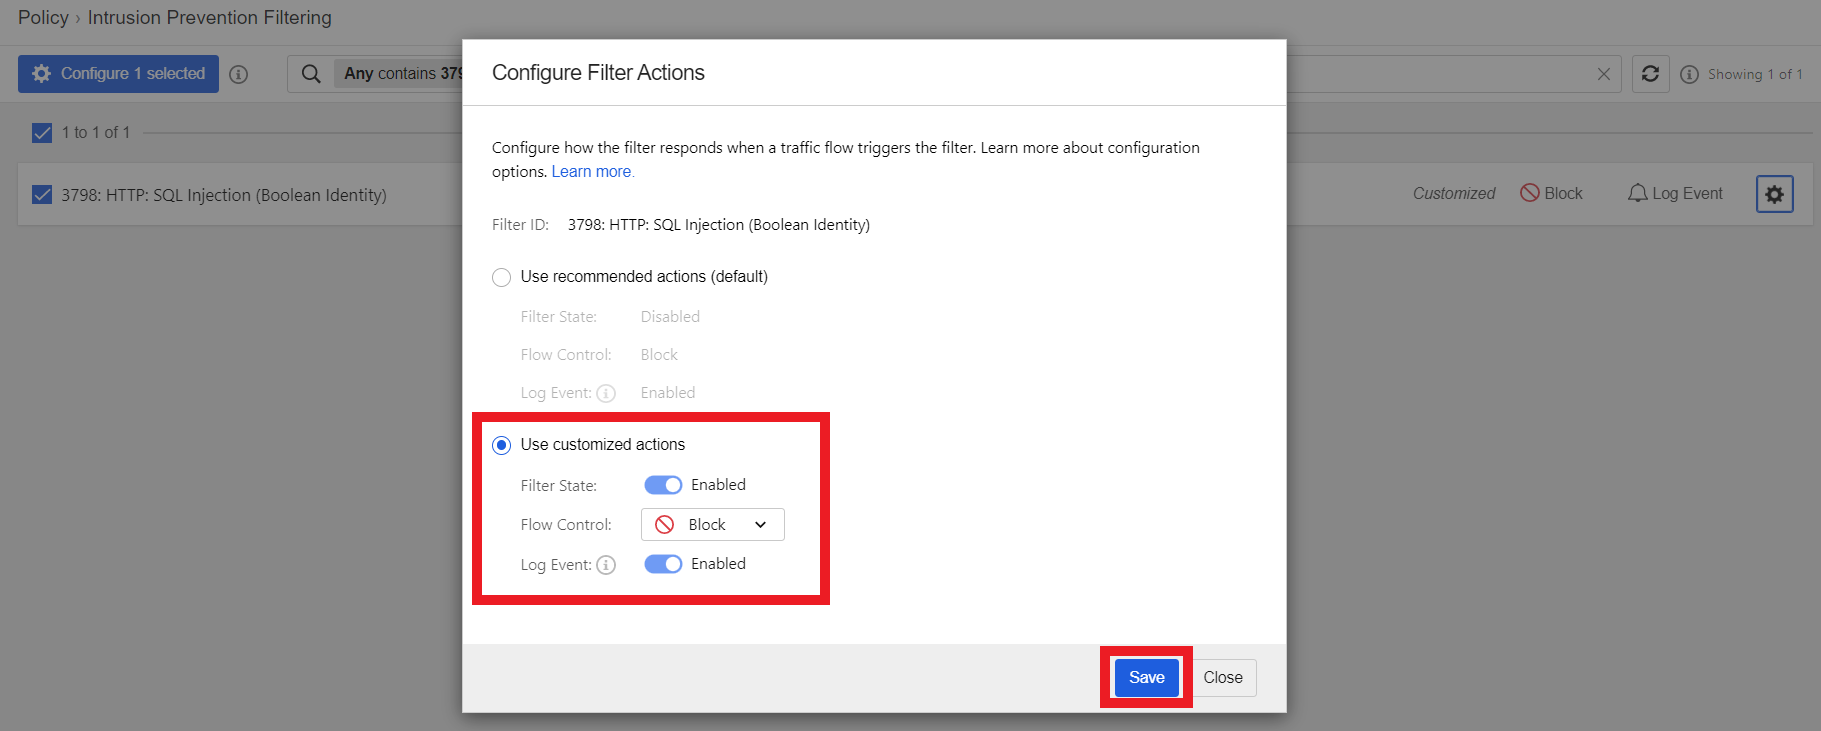 Policy › Intrusion Prevention Filtering
Configure 1 selected
Any contains 379
Showing 1 of 1
1 to 1 of 1
3798: HTTP: SQL Injection (Boolean Identity)
Customized
Block
Log Event
Configure Filter Actions
Configure how the filter responds when a traffic flow triggers the filter. Learn more about configuration
options. Learn more.
Filter ID: 3798: HTTP: SQL Injection (Boolean Identity)
Use recommended actions (default)
Filter State: Disabled
Flow Control: Block
Log Event: Enabled
Use customized actions
Filter State: Enabled
Flow Control: Block
Log Event: Enabled
Save
Close